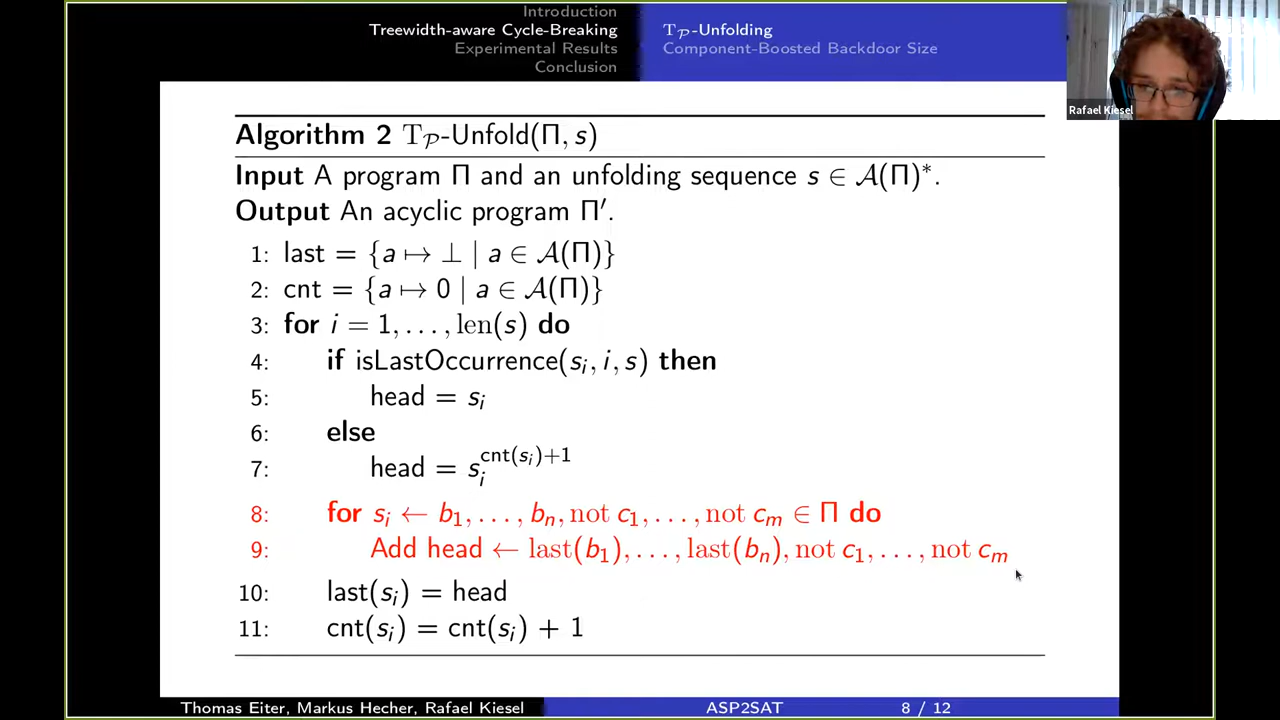 Introduction
Treewidth-aware Cycle-Breaking
Experimental Results
Conclusion
T𝒫-Unfolding
Component-Boosted Backdoor Size
Rafael Kiesel
Algorithm 2 T𝒫-Unfold(Π, s)
Input A program Π and an unfolding sequence s ∈ 𝒜(Π)*.
Output An acyclic program Π′.
1: last = {a ↦ ⊥ | a ∈ 𝒜(Π)}
2: cnt = {a ↦ 0 | a ∈ 𝒜(Π)}
3: for i = 1, . . . , len(s) do
4: if isLastOccurrence(sᵢ, i, s) then
5: head = sᵢ
6: else
7: head = sᵢ^cnt(sᵢ)+1
8: for sᵢ ← b₁, . . . , bₙ, not c₁, . . . , not cₘ ∈ Π do
9: Add head ← last(b₁), . . . , last(bₙ), not c₁, . . . , not cₘ
10: last(sᵢ) = head
11: cnt(sᵢ) = cnt(sᵢ) + 1
Thomas Eiter, Markus Hecher, Rafael Kiesel
ASP2SAT
8 / 12